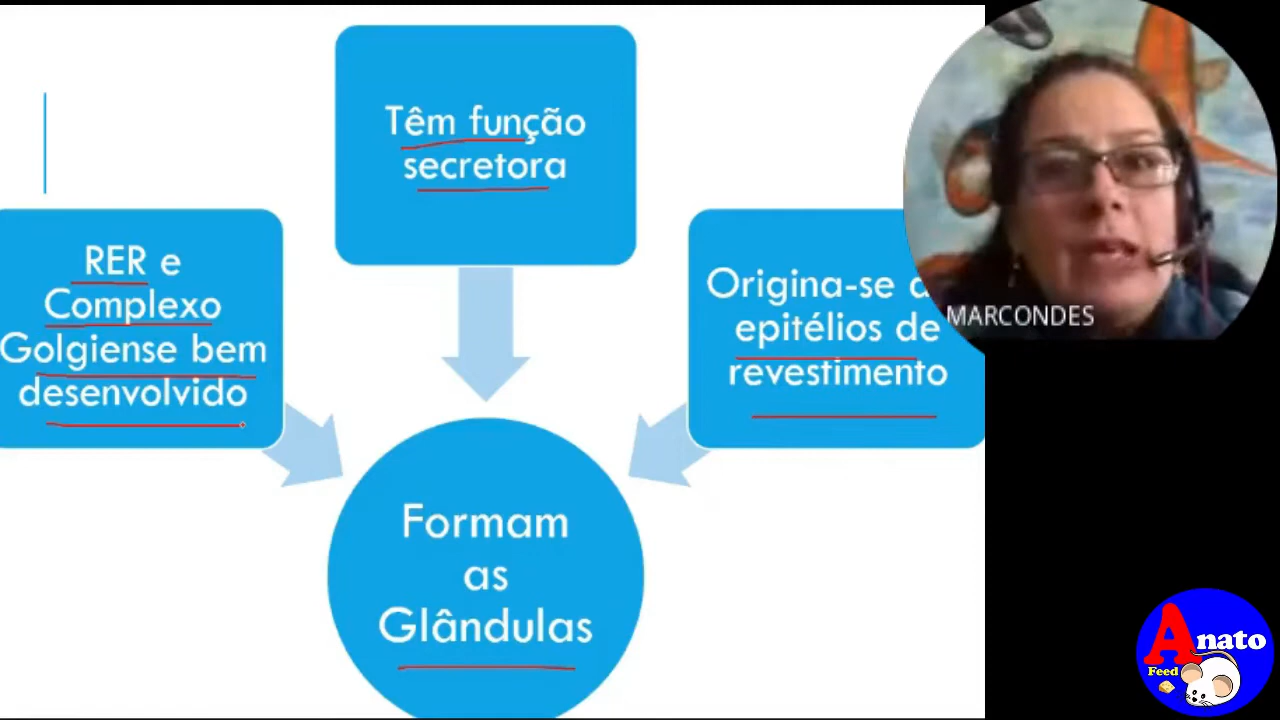 Têm função
secretora
RER e
Complexo
Golgiense bem
desenvolvido
Origina-se
epitélios de
revestimento
Formam
as
Glândulas
MARCONDES
Anato
Feed